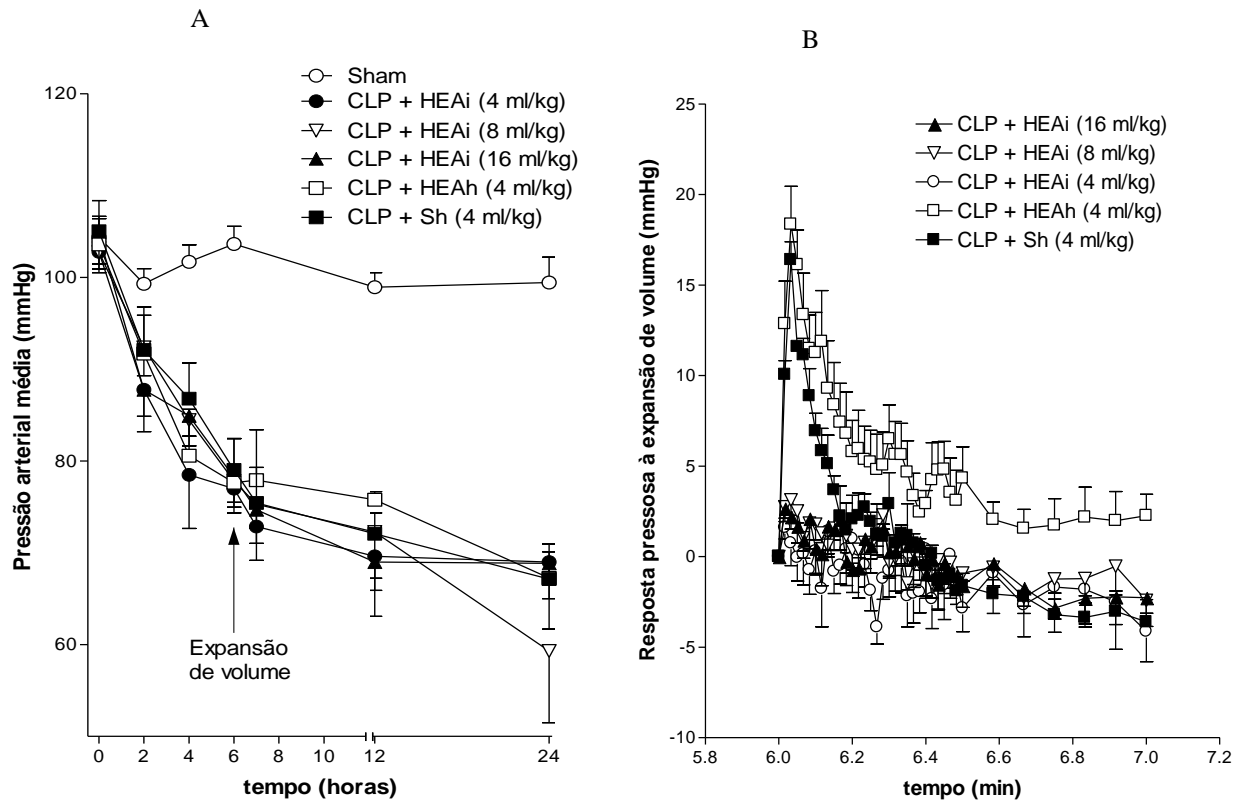 A
Sham
CLP + HEAi (4 ml/kg)
CLP + HEAi (8 ml/kg)
CLP + HEAi (16 ml/kg)
CLP + HEAh (4 ml/kg)
CLP + Sh (4 ml/kg)
Pressão arterial média (mmHg)
120
100
80
60
Expansão
de volume
0
2
4
6
8
10
12
24
tempo (horas)
B
CLP + HEAi (16 ml/kg)
CLP + HEAi (8 ml/kg)
CLP + HEAi (4 ml/kg)
CLP + HEAh (4 ml/kg)
CLP + Sh (4 ml/kg)
Resposta pressosa à expansão de volume (mmHg)
25
20
15
10
5
0
-5
-10
5.8
6.0
6.2
6.4
6.6
6.8
7.0
7.2
tempo (min)